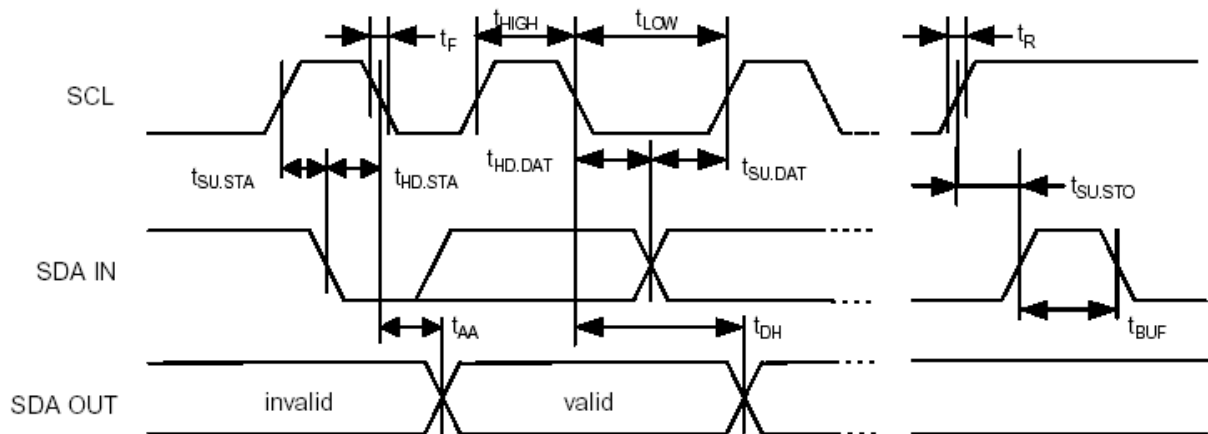 tF
tHIGH
tLOW
tR
SCL
tSU.STA
tHD.STA
tHD.DAT
tSU.DAT
tSU.STO
SDA IN
tAA
tDH
tBUF
SDA OUT
invalid
valid